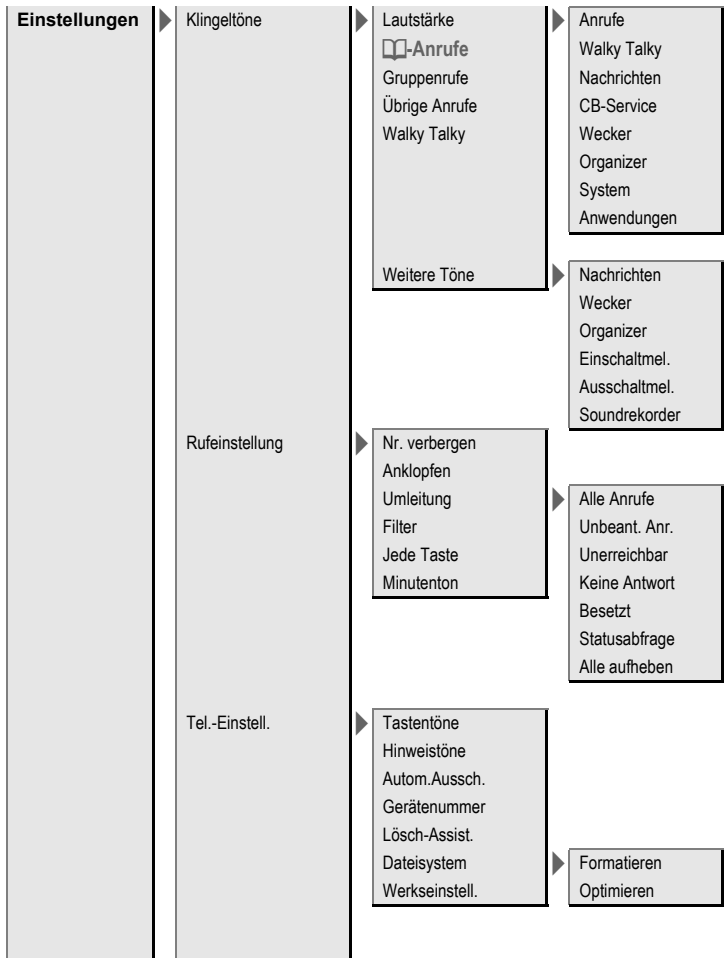 Einstellungen Klingeltöne Lautstärke Anrufe
-Anrufe Walky Talky
Gruppenrufe Nachrichten
Übrige Anrufe CB-Service
Walky Talky Wecker
Organizer
System
Anwendungen
Weitere Töne Nachrichten
Wecker
Organizer
Einschaltmel.
Ausschaltmel.
Soundrekorder
Rufeinstellung Nr. verbergen
Anklopfen
Umleitung Alle Anrufe
Filter Unbeant. Anr.
Jede Taste Unerreichbar
Minutenton Keine Antwort
Besetzt
Statusabfrage
Alle aufheben
Tel.-Einstell. Tastentöne
Hinweistöne
Autom.Aussch.
Gerätenummer
Lösch-Assist.
Dateisystem Formatieren
Werkseinstell. Optimieren